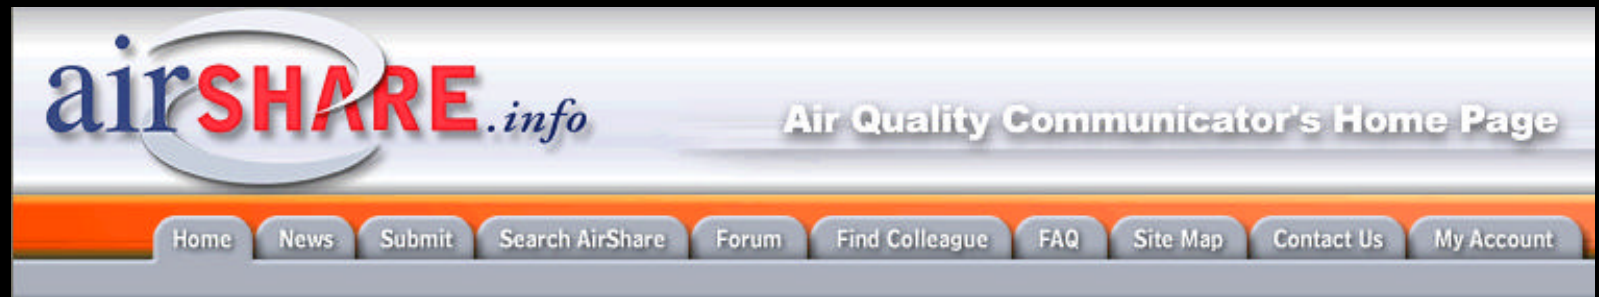 airSHARE.info
Air Quality Communicator's Home Page
Home News Submit Search AirShare Forum Find Colleague FAQ Site Map Contact Us My Account